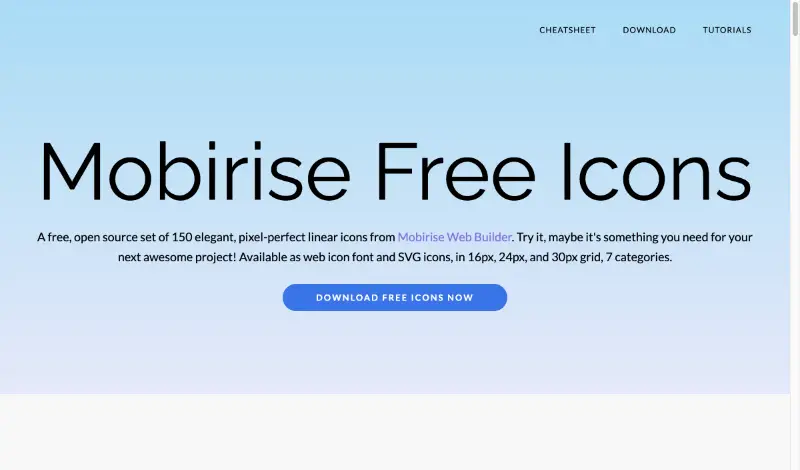 CHEATSHEET DOWNLOAD TUTORIALS
Mobirise Free Icons
A free, open source set of 150 elegant, pixel-perfect linear icons from Mobirise Web Builder. Try it, maybe it's something you need for your
next awesome project! Available as web icon font and SVG icons, in 16px, 24px, and 30px grid, 7 categories.
DOWNLOAD FREE ICONS NOW